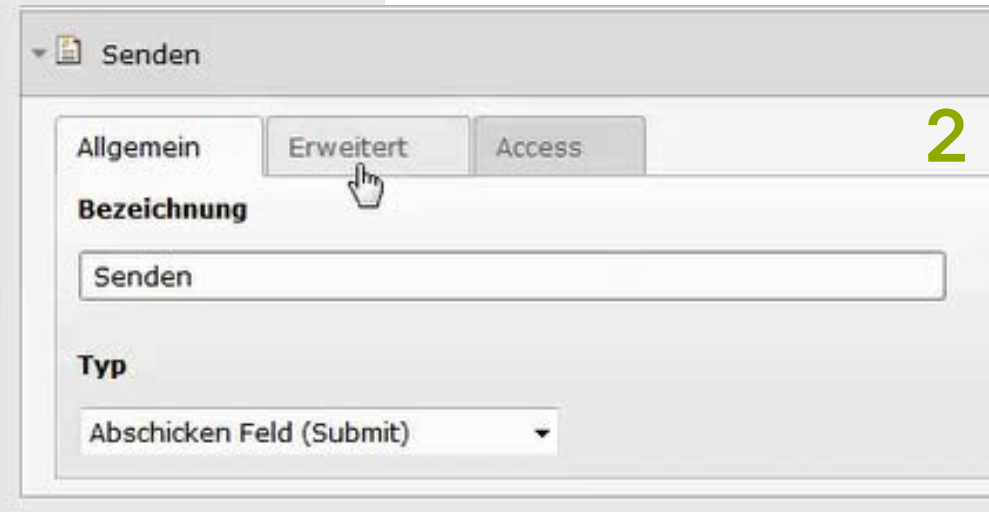 Senden
Allgemein Erweitert Access
2
Bezeichnung
Senden
Typ
Abschicken Feld (Submit)